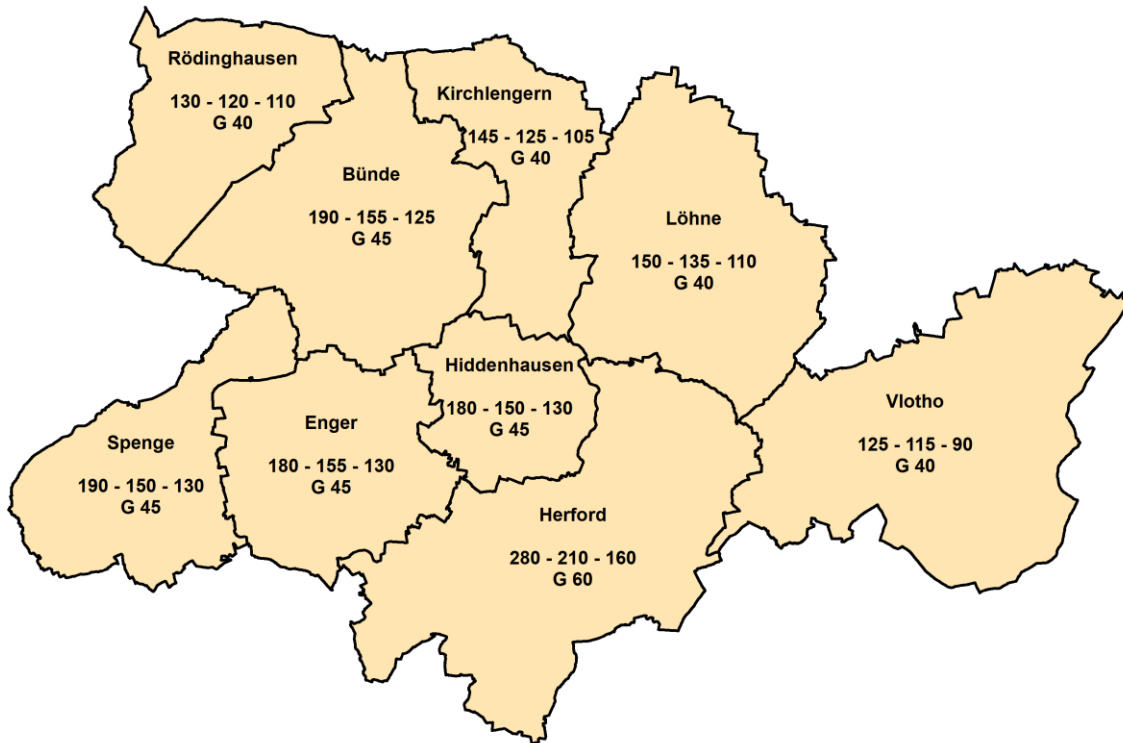 Rödinghausen
130 - 120 - 110
G 40
Kirchlengern
145 - 125 - 105
G 40
Bünde
190 - 155 - 125
G 45
Löhne
150 - 135 - 110
G 40
Hiddenhausen
180 - 150 - 130
G 45
Vlotho
125 - 115 - 90
G 40
Enger
180 - 155 - 130
G 45
Spenge
190 - 150 - 130
G 45
Herford
280 - 210 - 160
G 60